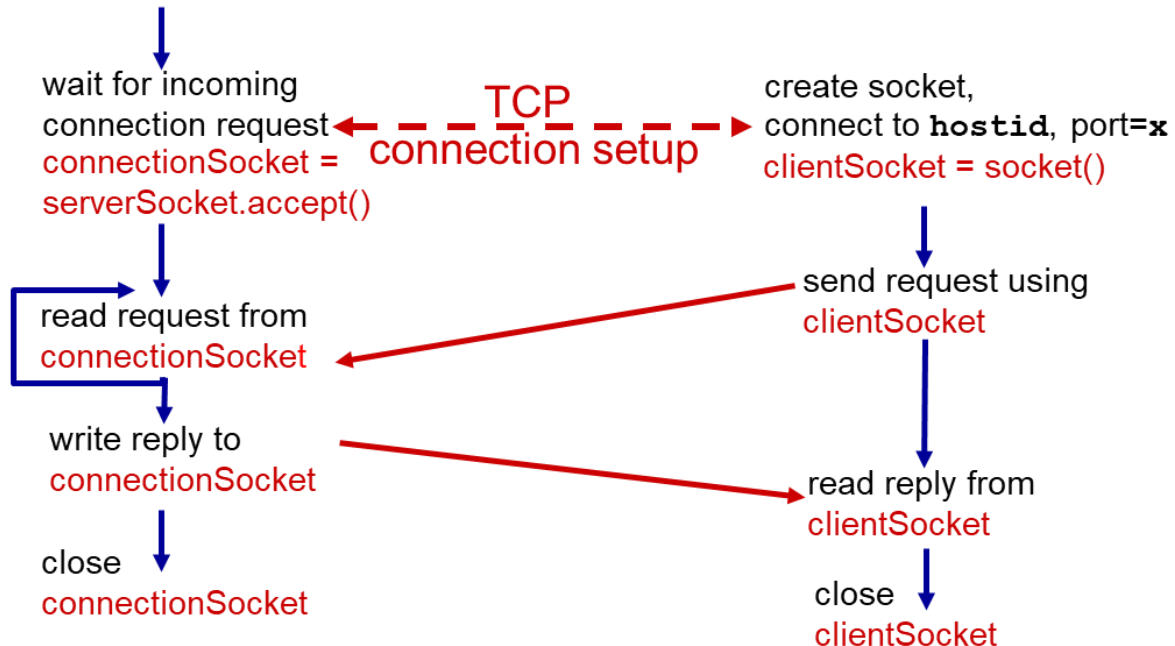 wait for incoming
connection request
connectionSocket =
serverSocket.accept()
TCP
connection setup
create socket,
connect to hostid, port=x
clientSocket = socket()
read request from
connectionSocket
send request using
clientSocket
write reply to
connectionSocket
read reply from
clientSocket
close
connectionSocket
close
clientSocket